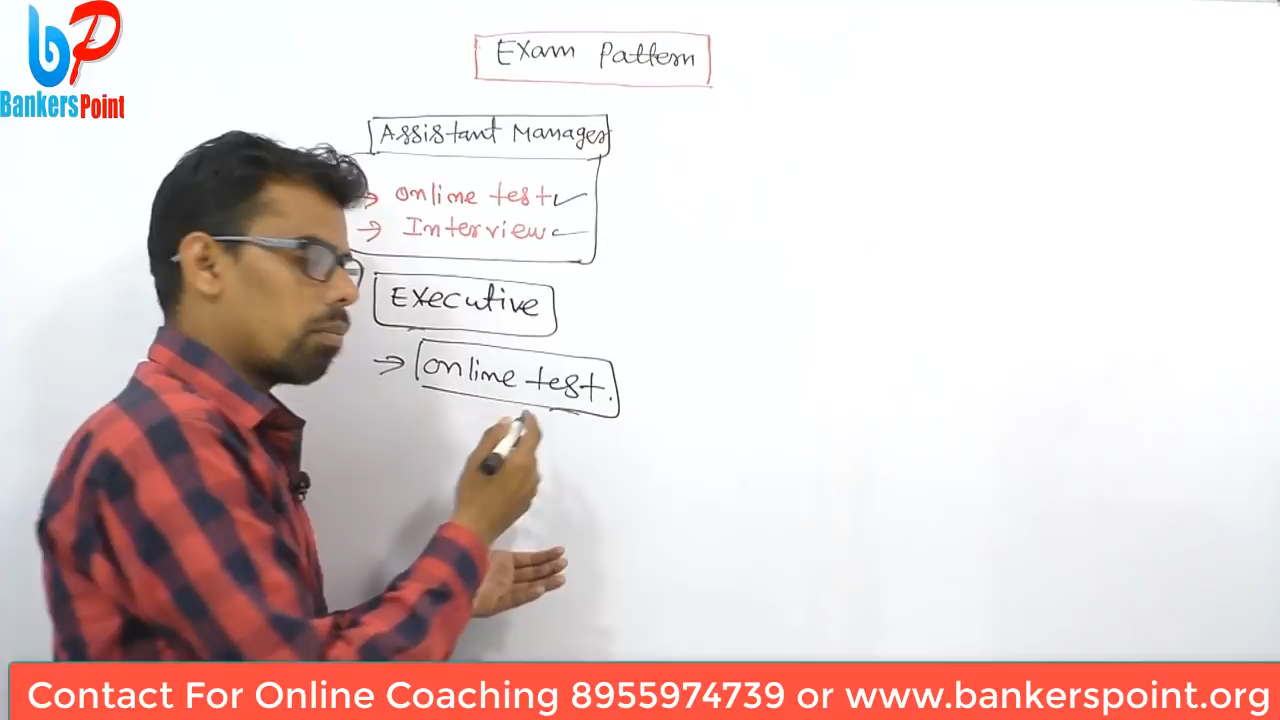 bP
BankersPoint
Exam Pattern
Assistant Manager
→ Online test ✓
→ Interview ✓
Executive
→ online test.
Contact For Online Coaching 8955974739 or www.bankerspoint.org